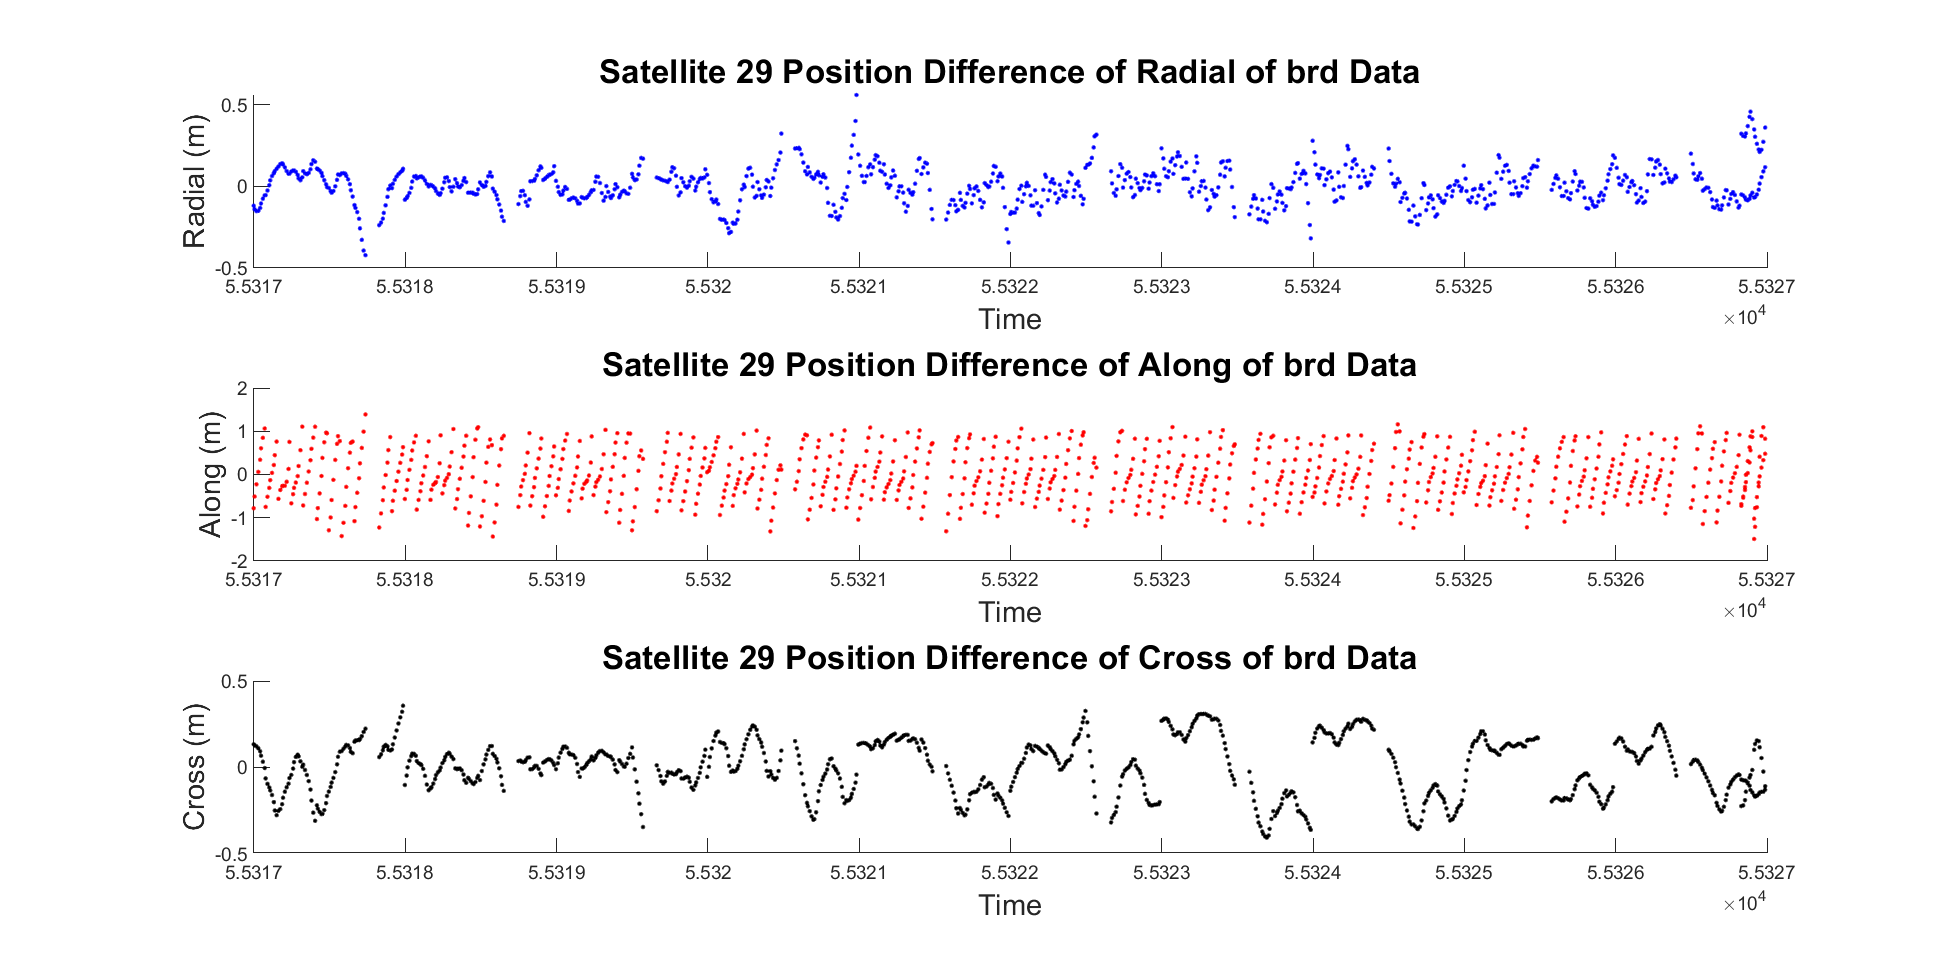 Satellite 29 Position Difference of Radial of brd Data
Radial (m)
0.5
0
-0.5
5.5317 5.5318 5.5319 5.532 5.5321 5.5322 5.5323 5.5324 5.5325 5.5326 5.5327
Time
×10^4
Satellite 29 Position Difference of Along of brd Data
Along (m)
2
1
0
-1
-2
5.5317 5.5318 5.5319 5.532 5.5321 5.5322 5.5323 5.5324 5.5325 5.5326 5.5327
Time
×10^4
Satellite 29 Position Difference of Cross of brd Data
Cross (m)
0.5
0
-0.5
5.5317 5.5318 5.5319 5.532 5.5321 5.5322 5.5323 5.5324 5.5325 5.5326 5.5327
Time
×10^4